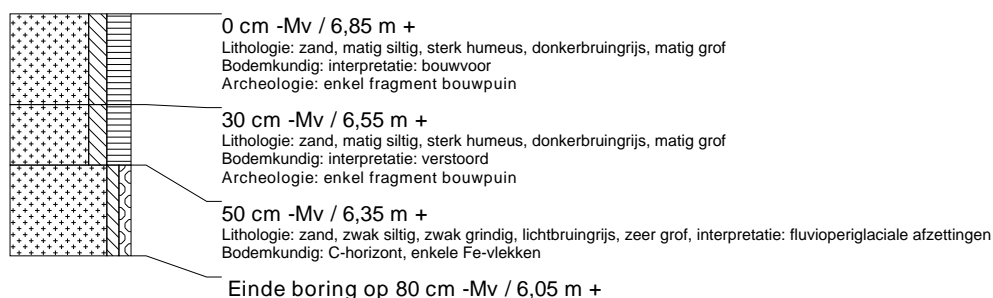 0 cm -Mv / 6,85 m +
Lithologie: zand, matig siltig, sterk humeus, donkerbruingrijs, matig grof
Bodemkundig: interpretatie: bouwvoor
Archeologie: enkel fragment bouwpuin
30 cm -Mv / 6,55 m +
Lithologie: zand, matig siltig, sterk humeus, donkerbruingrijs, matig grof
Bodemkundig: interpretatie: verstoord
Archeologie: enkel fragment bouwpuin
50 cm -Mv / 6,35 m +
Lithologie: zand, zwak siltig, zwak grindig, lichtbruingrijs, zeer grof, interpretatie: fluvioperiglaciale afzettingen
Bodemkundig: C-horizont, enkele Fe-vlekken
Einde boring op 80 cm -Mv / 6,05 m +